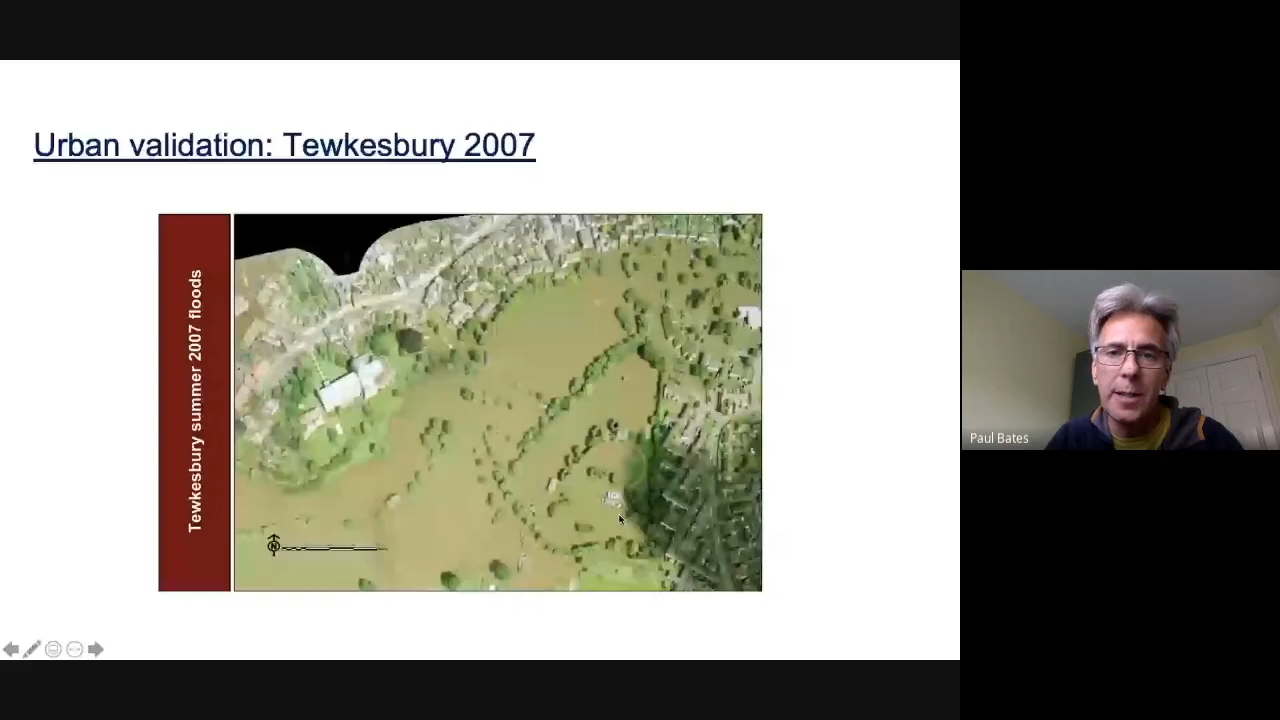 Urban validation: Tewkesbury 2007
Tewkesbury summer 2007 floods
N
Paul Bates